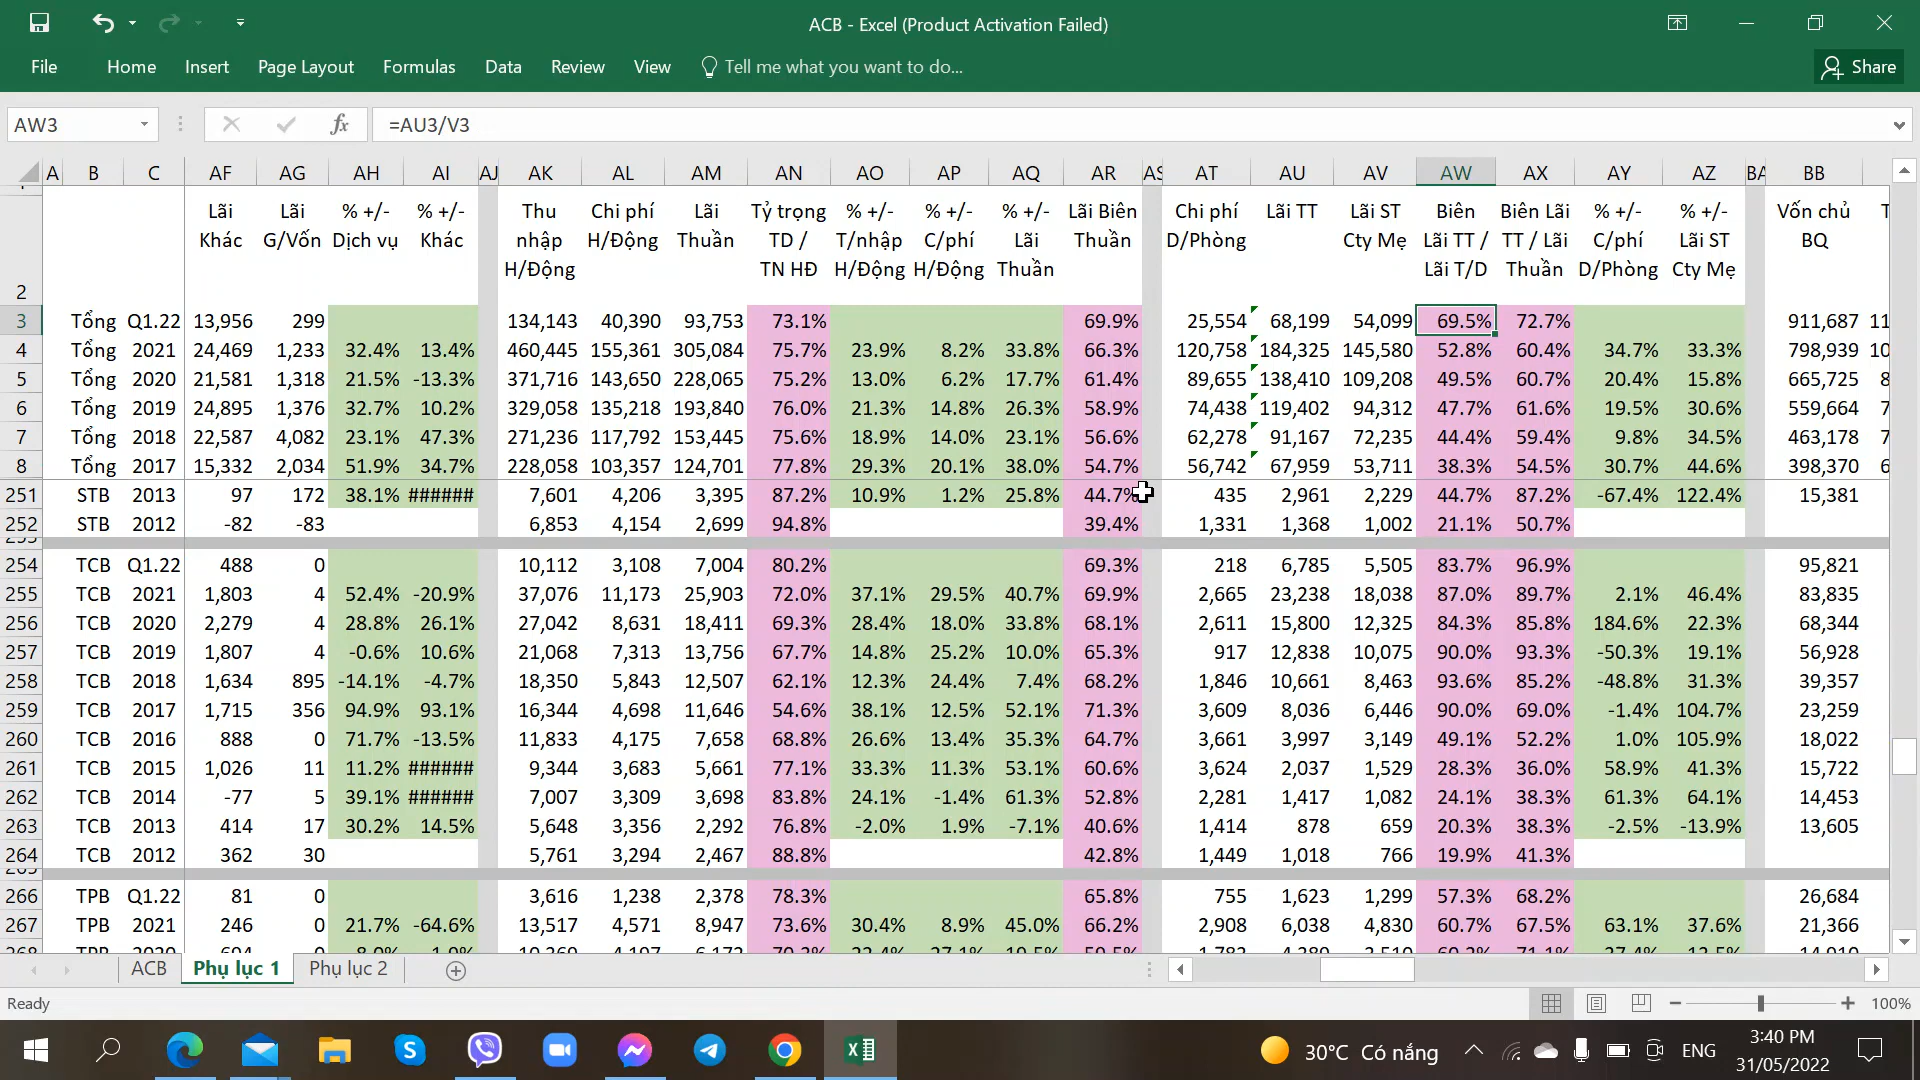 ACB - Excel (Product Activation Failed)
File Home Insert Page Layout Formulas Data Review View Tell me what you want to do... Share
AW3 fx =AU3/V3
A B C AF AG AH AI AJ AK AL AM AN AO AP AQ AR AS AT AU AV AW AX AY AZ BA BB
Lãi Lãi % +/- % +/- Thu Chi phí Lãi Tỷ trọng % +/- % +/- % +/- Lãi Biên Chi phí Lãi TT Lãi ST Biên Biên Lãi % +/- % +/- Vốn chủ T
Khác G/Vốn Dịch vụ Khác nhập H/Động Thuần TD / T/nhập C/phí Lãi Thuần D/Phòng Cty Mẹ Lãi TT / TT / Lãi C/phí Lãi ST BQ
H/Động TN HĐ H/Động H/Động Thuần Lãi T/D Thuần D/Phòng Cty Mẹ
2
3 Tổng Q1.22 13,956 299 134,143 40,390 93,753 73.1% 69.9% 25,554 68,199 54,099 69.5% 72.7% 911,687 11
4 Tổng 2021 24,469 1,233 32.4% 13.4% 460,445 155,361 305,084 75.7% 23.9% 8.2% 33.8% 66.3% 120,758 184,325 145,580 52.8% 60.4% 34.7% 33.3% 798,939 10
5 Tổng 2020 21,581 1,318 21.5% -13.3% 371,716 143,650 228,065 75.2% 13.0% 6.2% 17.7% 61.4% 89,655 138,410 109,208 49.5% 60.7% 20.4% 15.8% 665,725 8
6 Tổng 2019 24,895 1,376 32.7% 10.2% 329,058 135,218 193,840 76.0% 21.3% 14.8% 26.3% 58.9% 74,438 119,402 94,312 47.7% 61.6% 19.5% 30.6% 559,664 7
7 Tổng 2018 22,587 4,082 23.1% 47.3% 271,236 117,792 153,445 75.6% 18.9% 14.0% 23.1% 56.6% 62,278 91,167 72,235 44.4% 59.4% 9.8% 34.5% 463,178 7
8 Tổng 2017 15,332 2,034 51.9% 34.7% 228,058 103,357 124,701 77.8% 29.3% 20.1% 38.0% 54.7% 56,742 67,959 53,711 38.3% 54.5% 30.7% 44.6% 398,370 6
251 STB 2013 97 172 38.1% ###### 7,601 4,206 3,395 87.2% 10.9% 1.2% 25.8% 44.7% 435 2,961 2,229 44.7% 87.2% -67.4% 122.4% 15,381
252 STB 2012 -82 -83 6,853 4,154 2,699 94.8% 39.4% 1,331 1,368 1,002 21.1% 50.7%
254 TCB Q1.22 488 0 10,112 3,108 7,004 80.2% 69.3% 218 6,785 5,505 83.7% 96.9% 95,821
255 TCB 2021 1,803 4 52.4% -20.9% 37,076 11,173 25,903 72.0% 37.1% 29.5% 40.7% 69.9% 2,665 23,238 18,038 87.0% 89.7% 2.1% 46.4% 83,835
256 TCB 2020 2,279 4 28.8% 26.1% 27,042 8,631 18,411 69.3% 28.4% 18.0% 33.8% 68.1% 2,611 15,800 12,325 84.3% 85.8% 184.6% 22.3% 68,344
257 TCB 2019 1,807 4 -0.6% 10.6% 21,068 7,313 13,756 67.7% 14.8% 25.2% 10.0% 65.3% 917 12,838 10,075 90.0% 93.3% -50.3% 19.1% 56,928
258 TCB 2018 1,634 895 -14.1% -4.7% 18,350 5,843 12,507 62.1% 12.3% 24.4% 7.4% 68.2% 1,846 10,661 8,463 93.6% 85.2% -48.8% 31.3% 39,357
259 TCB 2017 1,715 356 94.9% 93.1% 16,344 4,698 11,646 54.6% 38.1% 12.5% 52.1% 71.3% 3,609 8,036 6,446 90.0% 69.0% -1.4% 104.7% 23,259
260 TCB 2016 888 0 71.7% -13.5% 11,833 4,175 7,658 68.8% 26.6% 13.4% 35.3% 64.7% 3,661 3,997 3,149 49.1% 52.2% 1.0% 105.9% 18,022
261 TCB 2015 1,026 11 11.2% ###### 9,344 3,683 5,661 77.1% 33.3% 11.3% 53.1% 60.6% 3,624 2,037 1,529 28.3% 36.0% 58.9% 41.3% 15,722
262 TCB 2014 -77 5 39.1% ###### 7,007 3,309 3,698 83.8% 24.1% -1.4% 61.3% 52.8% 2,281 1,417 1,082 24.1% 38.3% 61.3% 64.1% 14,453
263 TCB 2013 414 17 30.2% 14.5% 5,648 3,356 2,292 76.8% -2.0% 1.9% -7.1% 40.6% 1,414 878 659 20.3% 38.3% -2.5% -13.9% 13,605
264 TCB 2012 362 30 5,761 3,294 2,467 88.8% 42.8% 1,449 1,018 766 19.9% 41.3%
266 TPB Q1.22 81 0 3,616 1,238 2,378 78.3% 65.8% 755 1,623 1,299 57.3% 68.2% 26,684
267 TPB 2021 246 0 21.7% -64.6% 13,517 4,571 8,947 73.6% 30.4% 8.9% 45.0% 66.2% 2,908 6,038 4,830 60.7% 67.5% 63.1% 37.6% 21,366
ACB Phụ lục 1 Phụ lục 2
Ready 100%
30°C Có nắng ENG 3:40 PM
31/05/2022